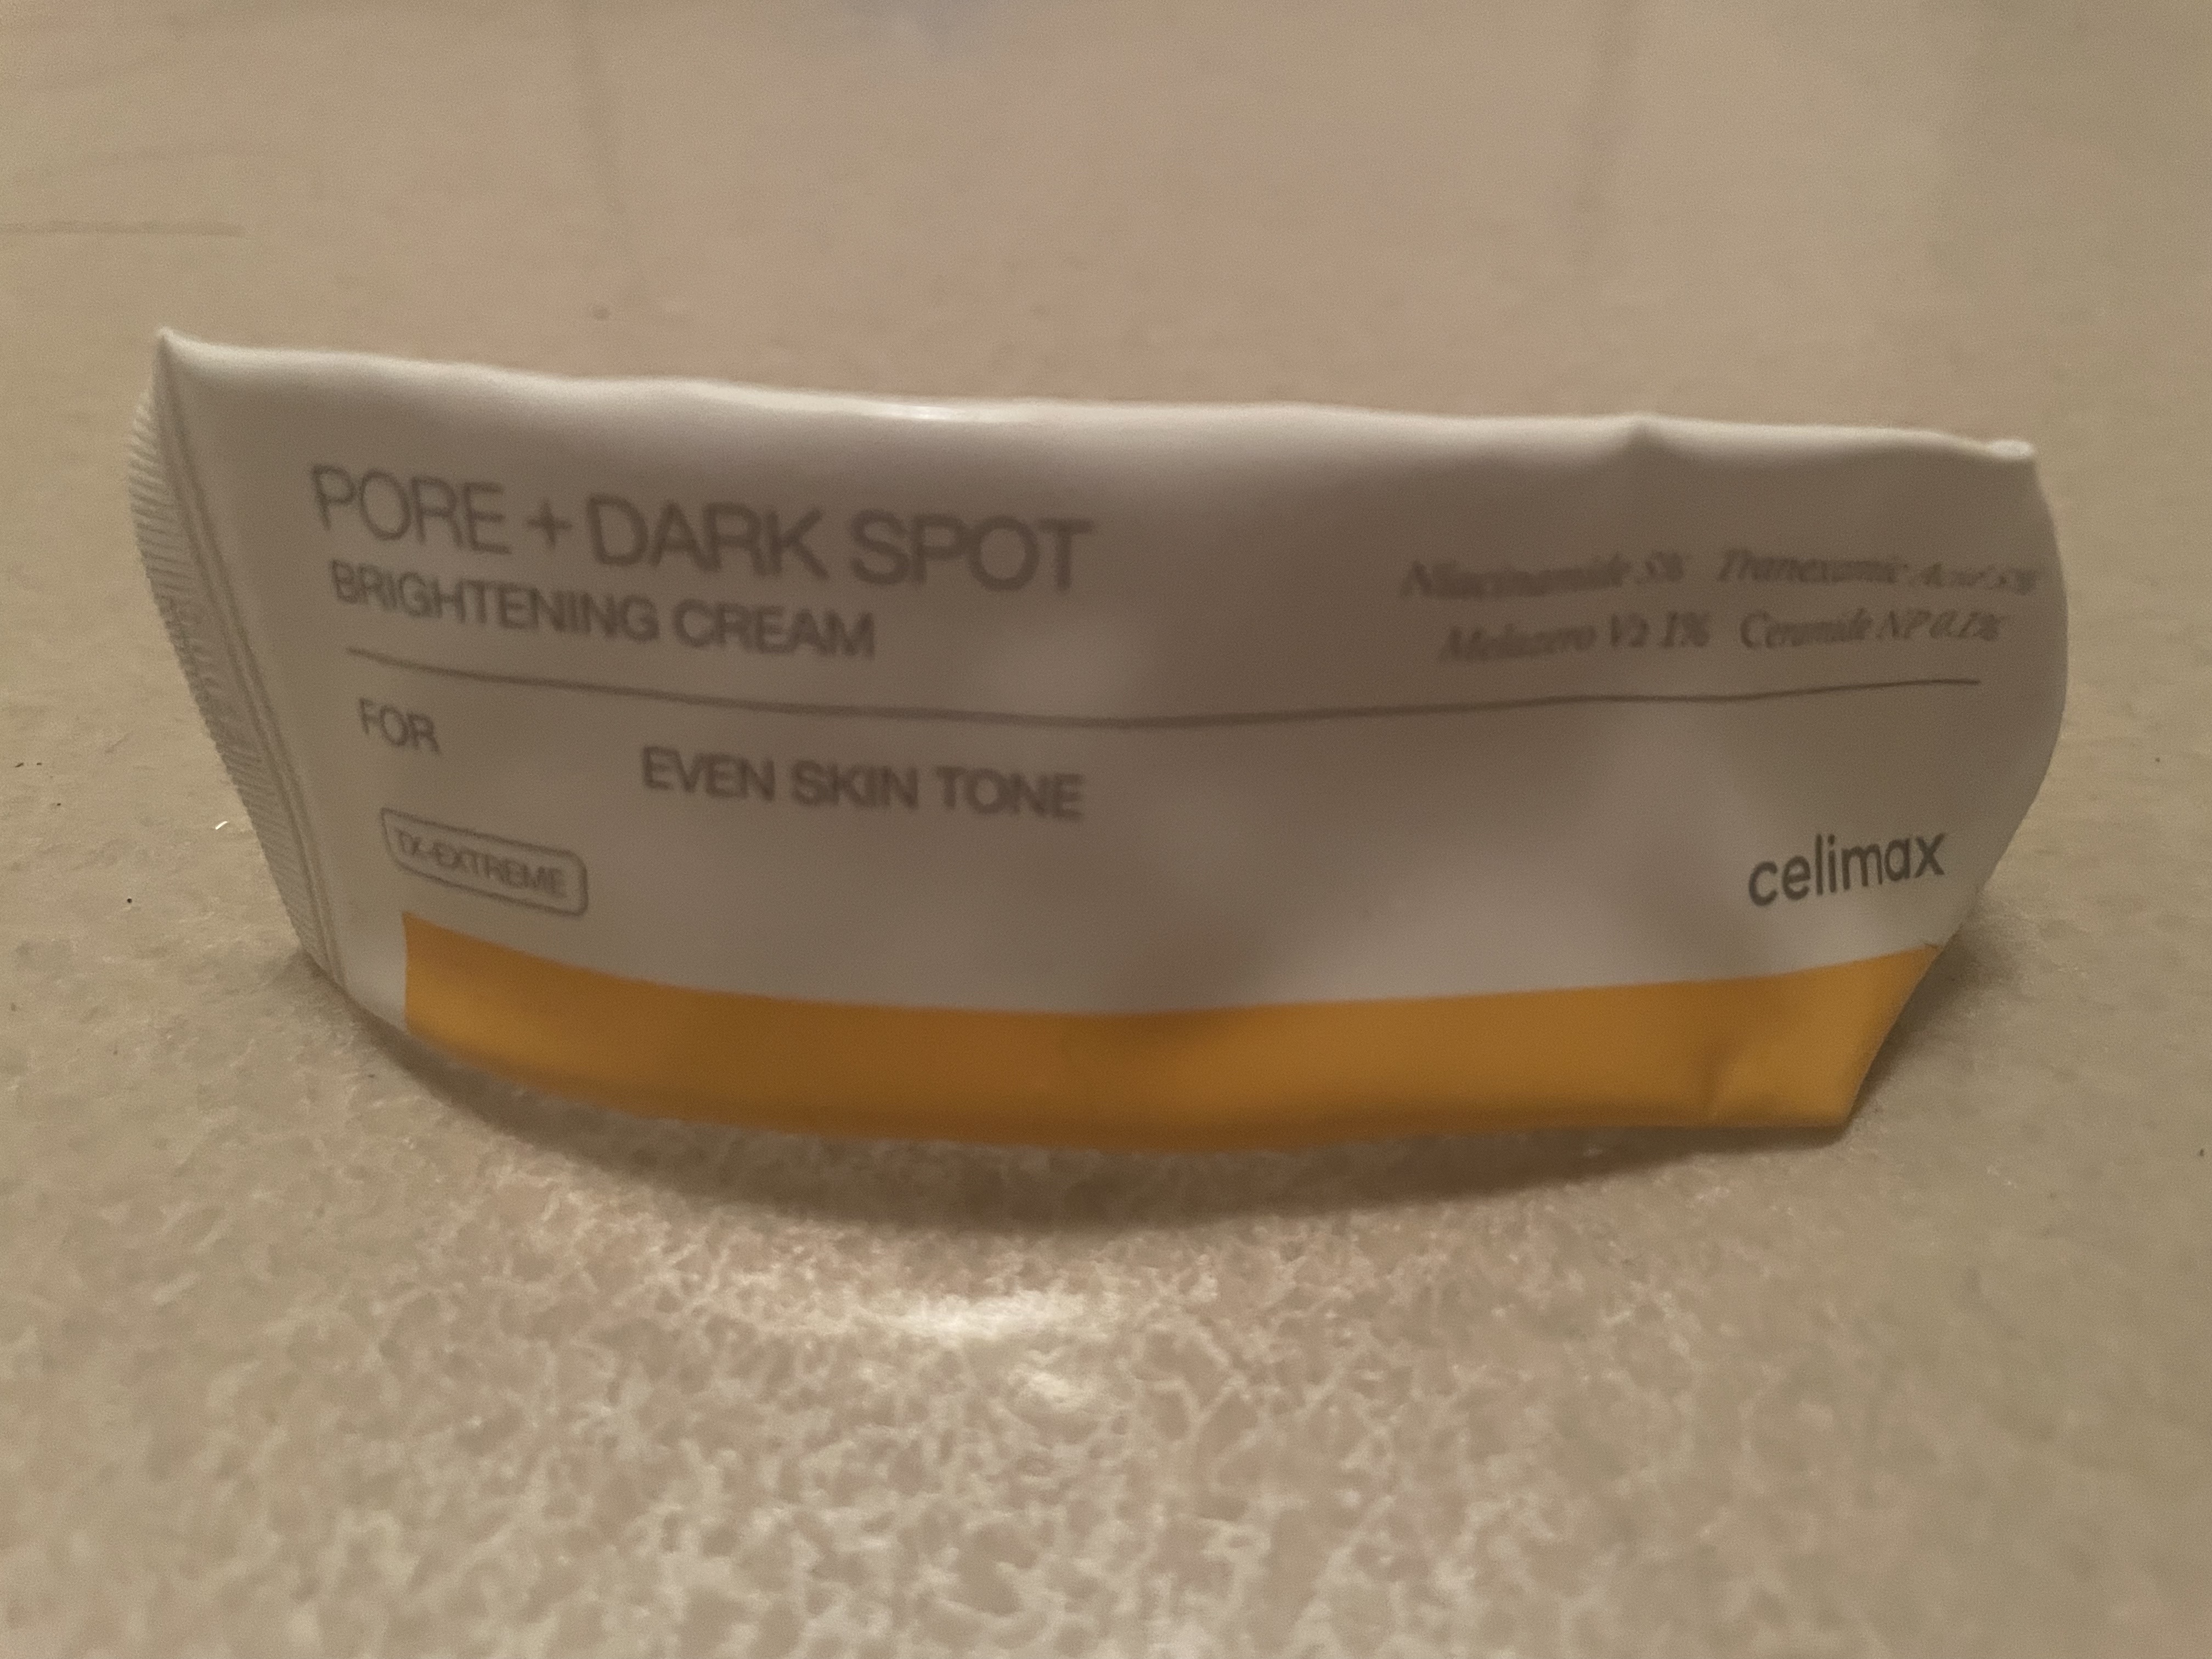 PORE + DARK SPOT
BRIGHTENING CREAM
Niacinamide 5% Tranexamic Acid 5%
Melazero V2 1% Ceramide NP 0.1%
FOR EVEN SKIN TONE
TX-EXTREME
celimax